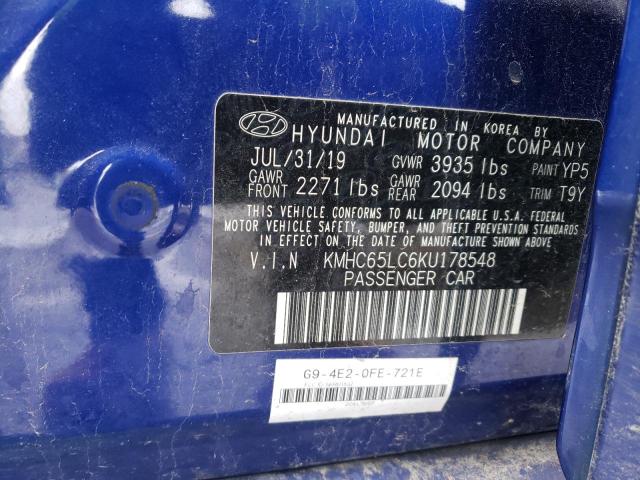 MANUFACTURED IN KOREA BY
HYUNDAI MOTOR COMPANY
JUL/31/19 GVWR 3935 lbs PAINT YP5
GAWR FRONT 2271 lbs GAWR REAR 2094 lbs TRIM T9Y
THIS VEHICLE CONFORMS TO ALL APPLICABLE U.S.A. FEDERAL
MOTOR VEHICLE SAFETY, BUMPER, AND THEFT PREVENTION STANDARDS
IN EFFECT ON THE DATE OF MANUFACTURE SHOWN ABOVE
V.I.N KMHC65LC6KU178548
PASSENGER CAR
G9-4E2-0FE-721E